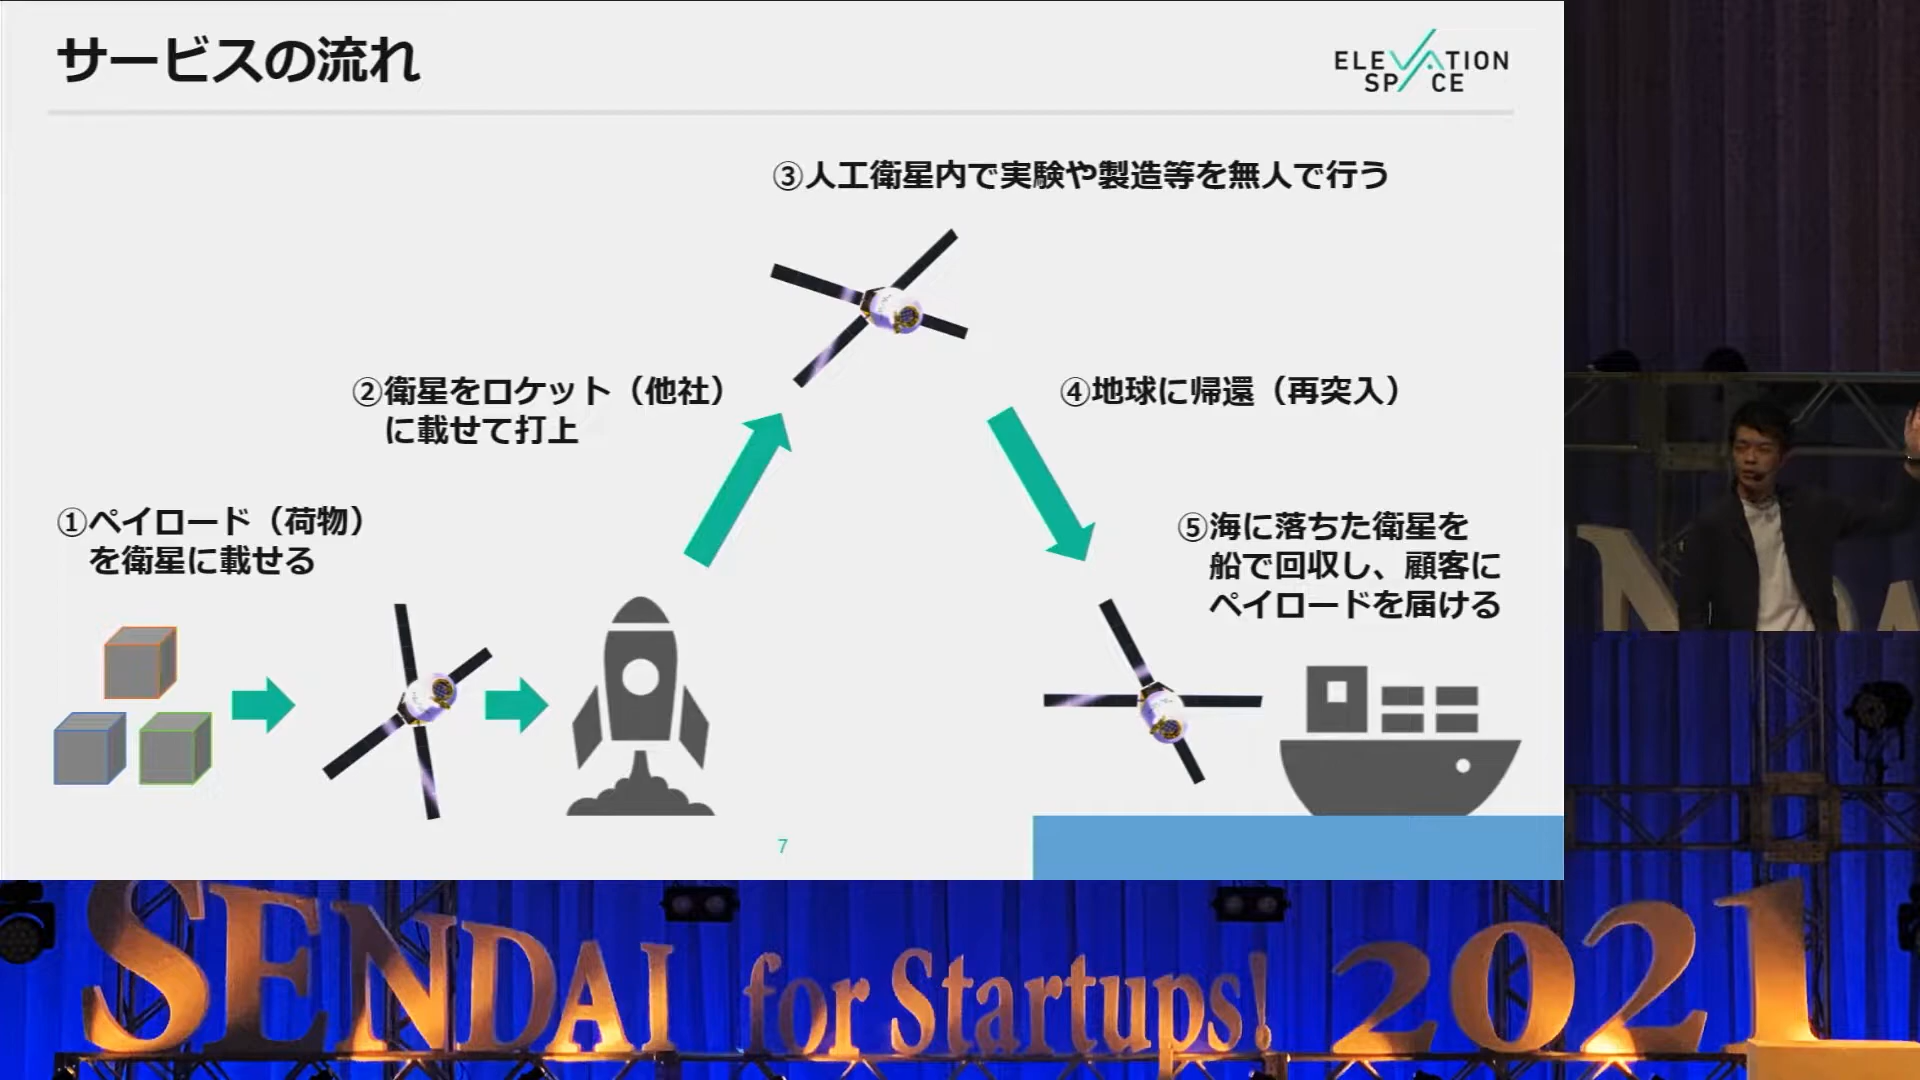 サービスの流れ
ELEVATION
SPACE
③人工衛星内で実験や製造等を無人で行う
②衛星をロケット（他社）
に載せて打上
④地球に帰還（再突入）
①ペイロード（荷物）
を衛星に載せる
⑤海に落ちた衛星を
船で回収し、顧客に
ペイロードを届ける
7
SENDAI for Startups! 2021